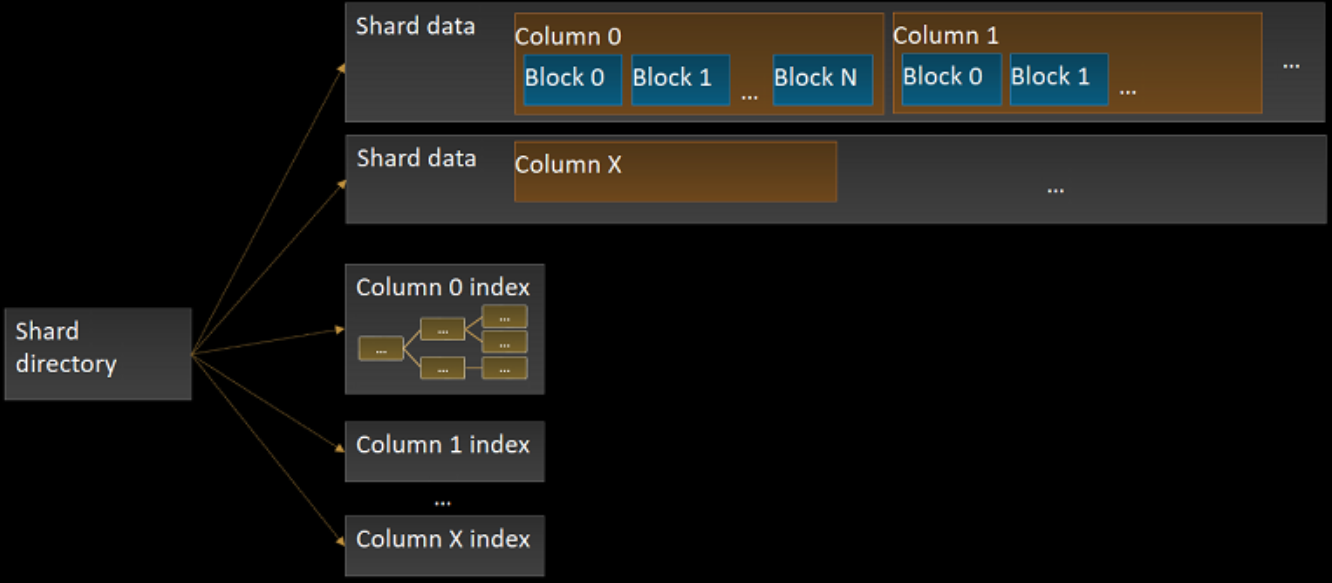 Shard data
Column 0
Block 0 Block 1 ... Block N
Column 1
Block 0 Block 1 ...
...
Shard data
Column X
...
Shard
directory
Column 0 index
...
...
...
...
...
...
Column 1 index
...
Column X index